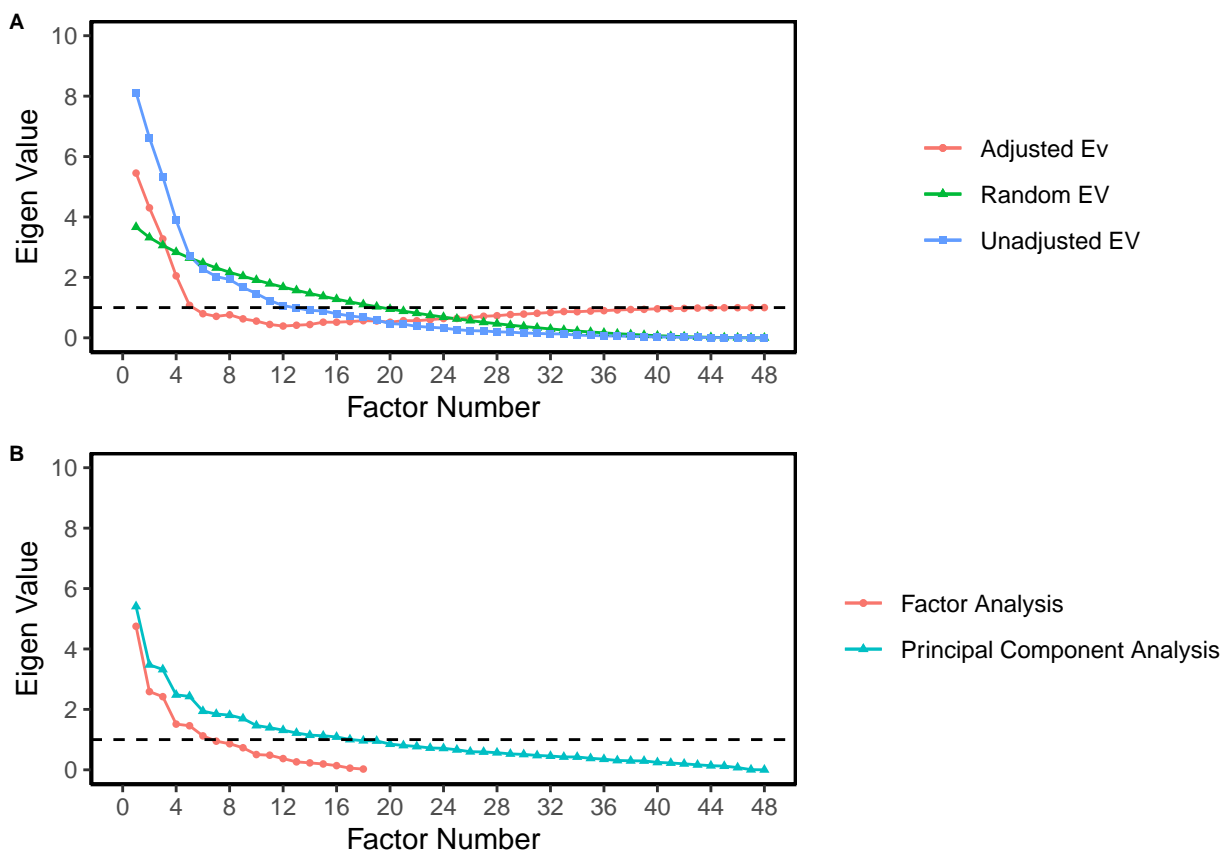 A
10
8
6
4
2
0
Eigen Value
0 4 8 12 16 20 24 28 32 36 40 44 48
Factor Number
Adjusted Ev
Random EV
Unadjusted EV
B
10
8
6
4
2
0
Eigen Value
0 4 8 12 16 20 24 28 32 36 40 44 48
Factor Number
Factor Analysis
Principal Component Analysis